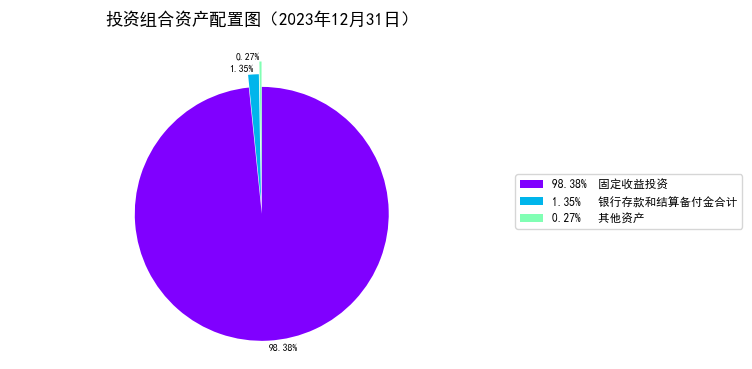 投资组合资产配置图（2023年12月31日）
0.27%
1.35%
98.38% 固定收益投资
1.35% 银行存款和结算备付金合计
0.27% 其他资产
98.38%